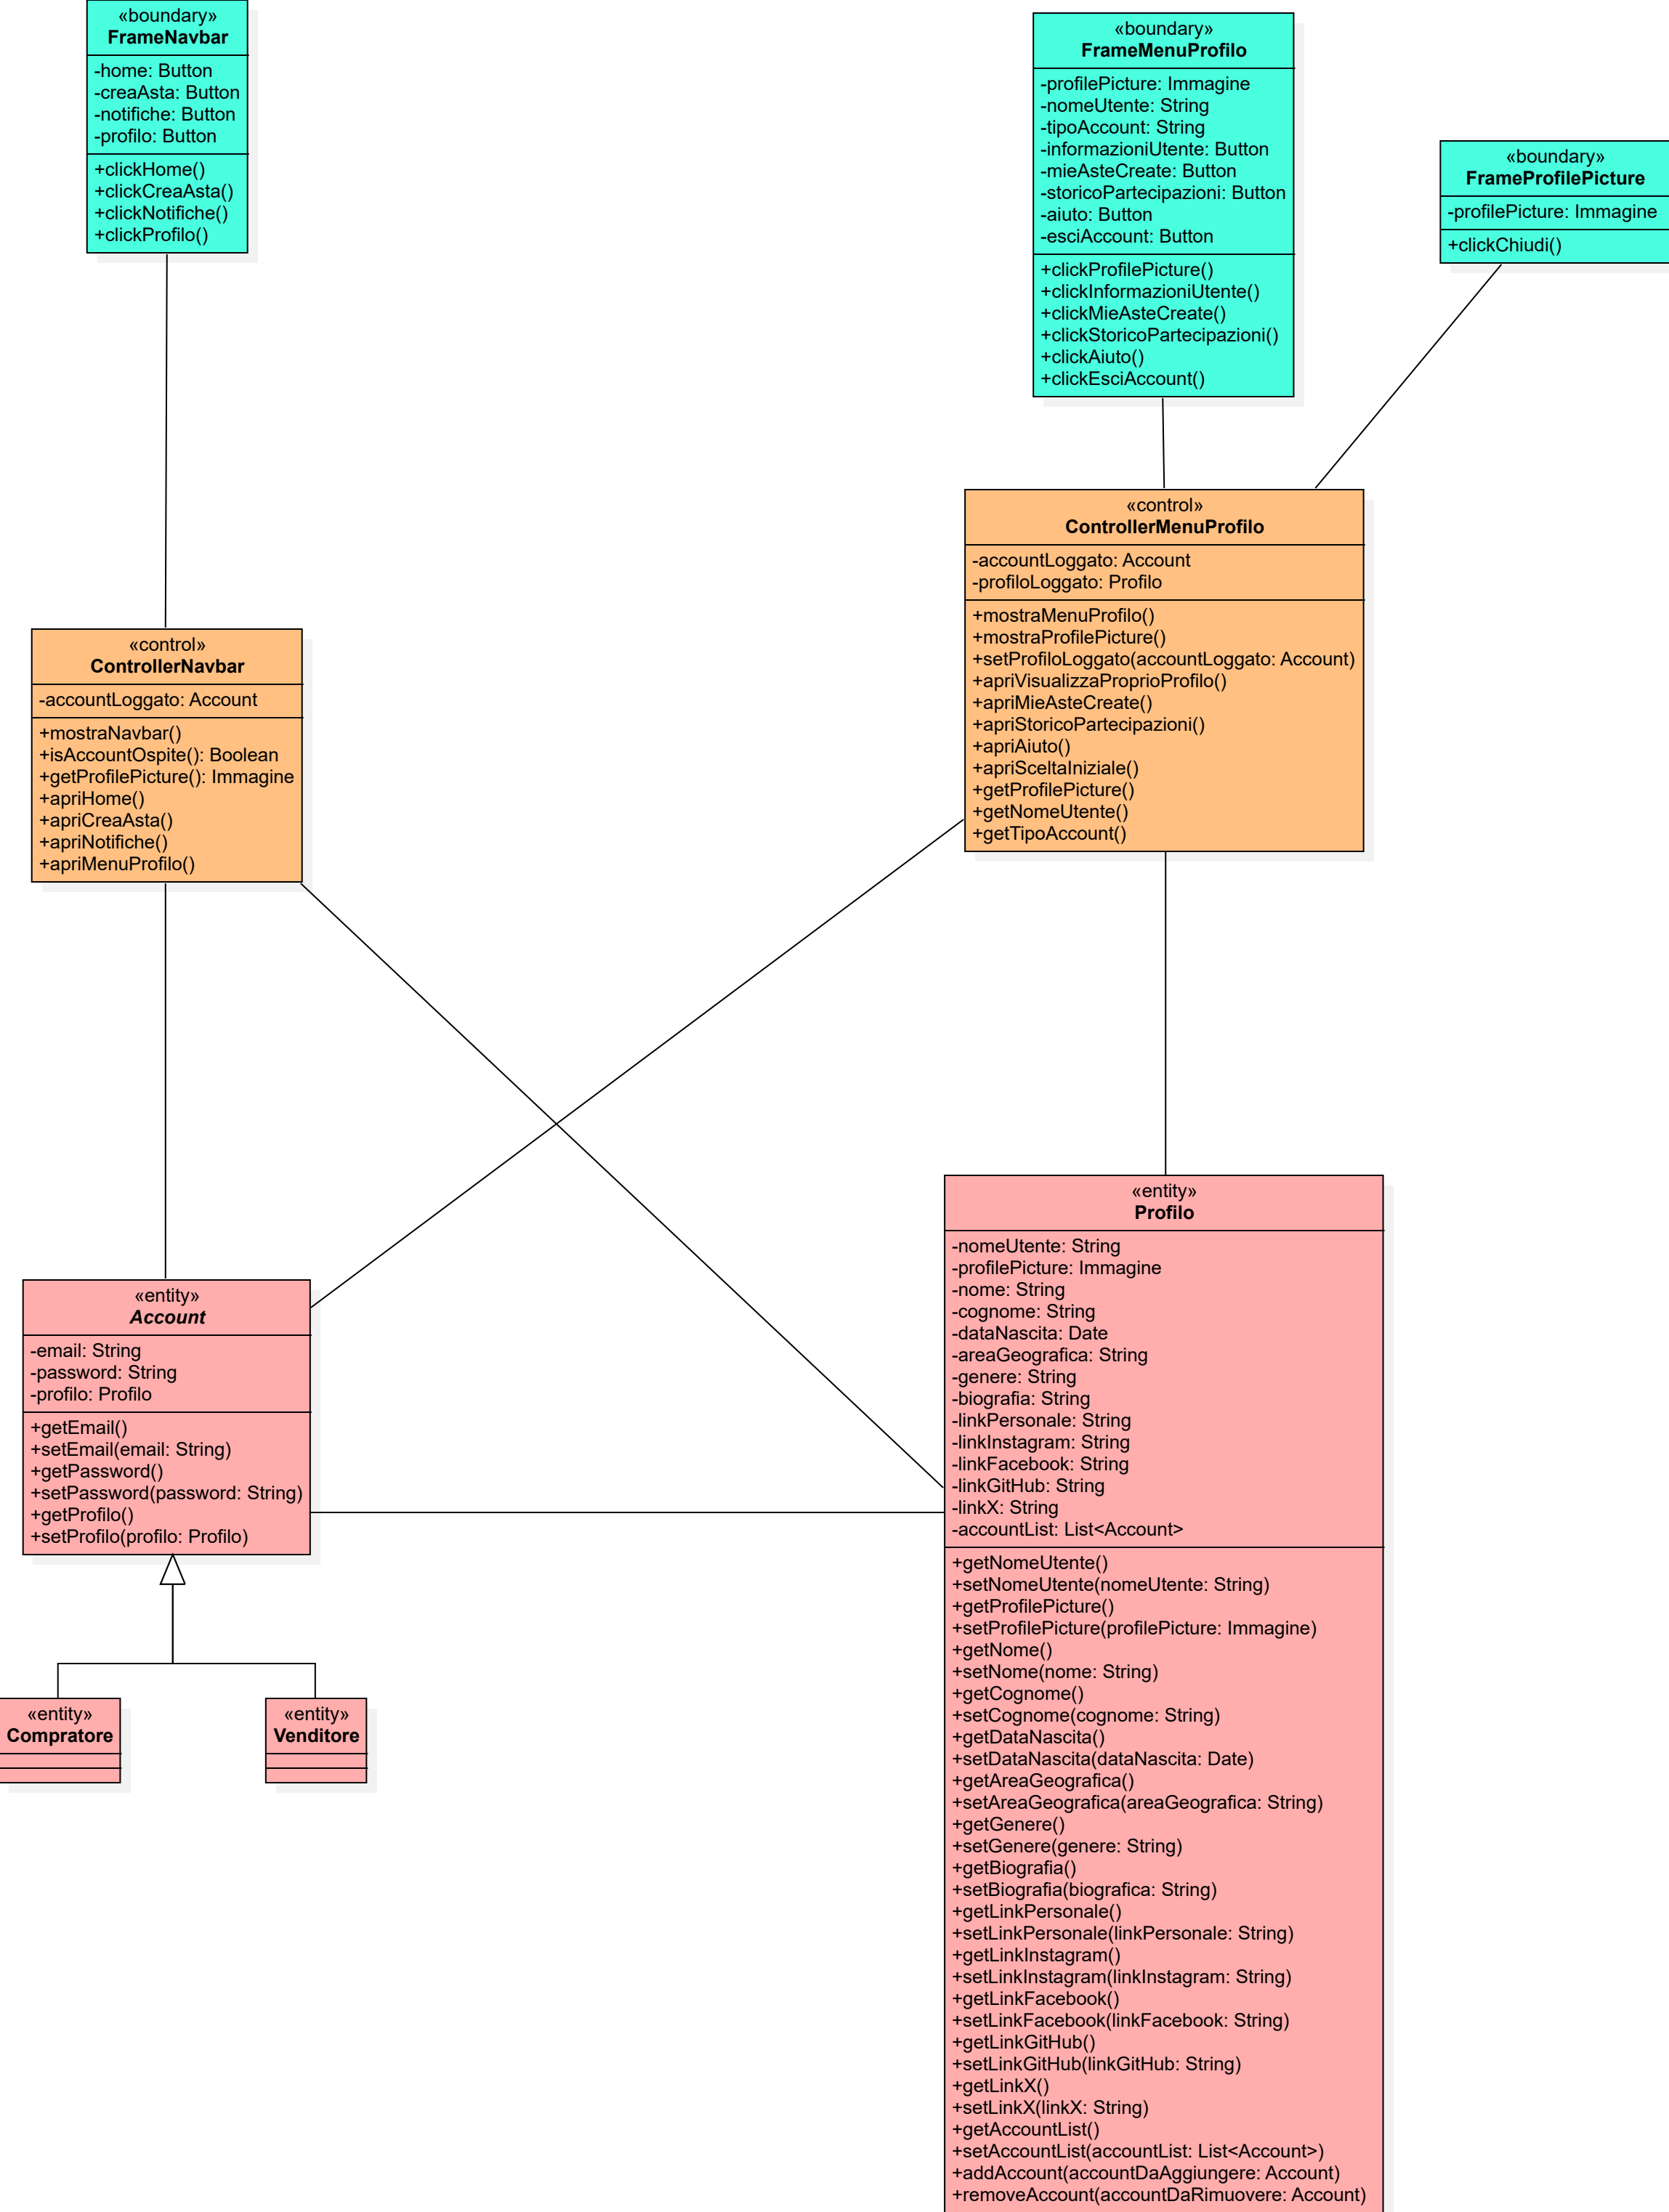 «boundary»
FrameNavbar
-home: Button
-creaAsta: Button
-notifiche: Button
-profilo: Button
+clickHome()
+clickCreaAsta()
+clickNotifiche()
+clickProfilo()
«boundary»
FrameMenuProfilo
-profilePicture: Immagine
-nomeUtente: String
-tipoAccount: String
-informazioniUtente: Button
-mieAsteCreate: Button
-storicoPartecipazioni: Button
-aiuto: Button
-esciAccount: Button
+clickProfilePicture()
+clickInformazioniUtente()
+clickMieAsteCreate()
+clickStoricoPartecipazioni()
+clickAiuto()
+clickEsciAccount()
«boundary»
FrameProfilePicture
-profilePicture: Immagine
+clickChiudi()
«control»
ControllerNavbar
-accountLoggato: Account
+mostraNavbar()
+isAccountOspite(): Boolean
+getProfilePicture(): Immagine
+apriHome()
+apriCreaAsta()
+apriNotifiche()
+apriMenuProfilo()
«control»
ControllerMenuProfilo
-accountLoggato: Account
-profiloLoggato: Profilo
+mostraMenuProfilo()
+mostraProfilePicture()
+setProfiloLoggato(accountLoggato: Account)
+apriVisualizzaProprioProfilo()
+apriMieAsteCreate()
+apriStoricoPartecipazioni()
+apriAiuto()
+apriSceltaIniziale()
+getProfilePicture()
+getNomeUtente()
+getTipoAccount()
«entity»
Account
-email: String
-password: String
-profilo: Profilo
+getEmail()
+setEmail(email: String)
+getPassword()
+setPassword(password: String)
+getProfilo()
+setProfilo(profilo: Profilo)
«entity»
Compratore
«entity»
Venditore
«entity»
Profilo
-nomeUtente: String
-profilePicture: Immagine
-nome: String
-cognome: String
-dataNascita: Date
-areaGeografica: String
-genere: String
-biografia: String
-linkPersonale: String
-linkInstagram: String
-linkFacebook: String
-linkGitHub: String
-linkX: String
-accountList: List<Account>
+getNomeUtente()
+setNomeUtente(nomeUtente: String)
+getProfilePicture()
+setProfilePicture(profilePicture: Immagine)
+getNome()
+setNome(nome: String)
+getCognome()
+setCognome(cognome: String)
+getDataNascita()
+setDataNascita(dataNascita: Date)
+getAreaGeografica()
+setAreaGeografica(areaGeografica: String)
+getGenere()
+setGenere(genere: String)
+getBiografia()
+setBiografia(biografica: String)
+getLinkPersonale()
+setLinkPersonale(linkPersonale: String)
+getLinkInstagram()
+setLinkInstagram(linkInstagram: String)
+getLinkFacebook()
+setLinkFacebook(linkFacebook: String)
+getLinkGitHub()
+setLinkGitHub(linkGitHub: String)
+getLinkX()
+setLinkX(linkX: String)
+getAccountList()
+setAccountList(accountList: List<Account>)
+addAccount(accountDaAggiungere: Account)
+removeAccount(accountDaRimuovere: Account)